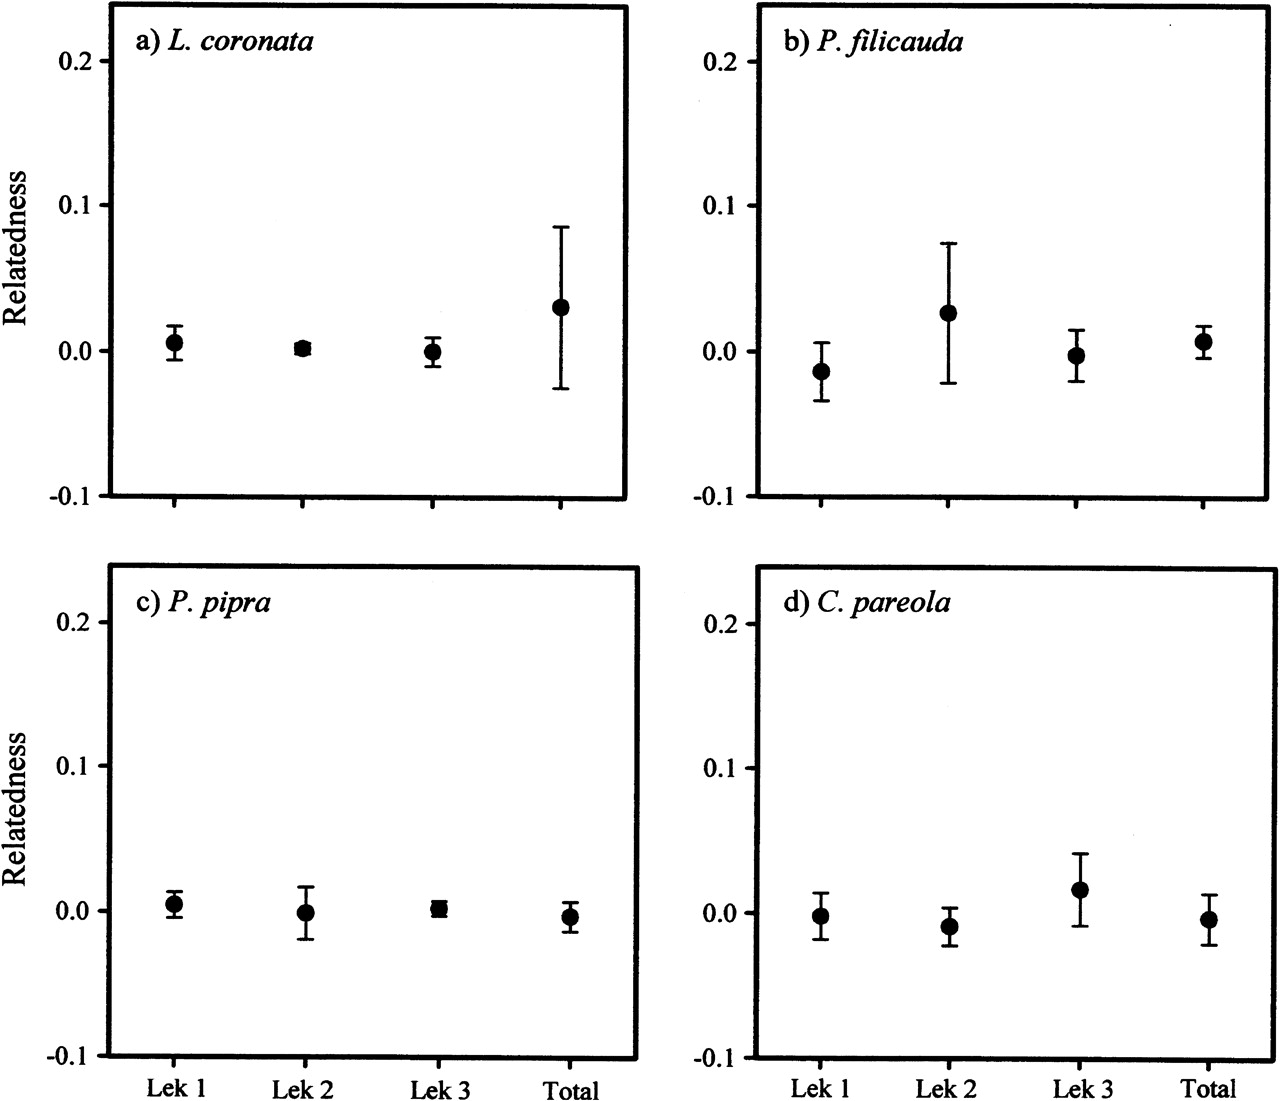 a) L. coronata
b) P. filicauda
0.2
0.1
0.0
-0.1
Relatedness
0.2
0.1
0.0
-0.1
c) P. pipra
d) C. pareola
0.2
0.1
0.0
-0.1
Relatedness
Lek 1 Lek 2 Lek 3 Total
0.2
0.1
0.0
-0.1
Lek 1 Lek 2 Lek 3 Total